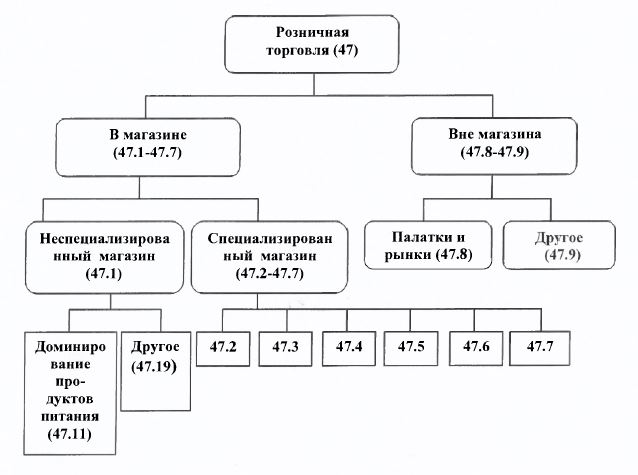 Розничная
торговля (47)
В магазине
(47.1-47.7)
Вне магазина
(47.8-47.9)
Неспециализирова
нный магазин
(47.1)
Специализирован
ный магазин
(47.2-47.7)
Палатки и
рынки (47.8)
Другое
(47.9)
Доминиро
вание
про-
дуктов
питания
(47.11)
Другое
(47.19)
47.2
47.3
47.4
47.5
47.6
47.7